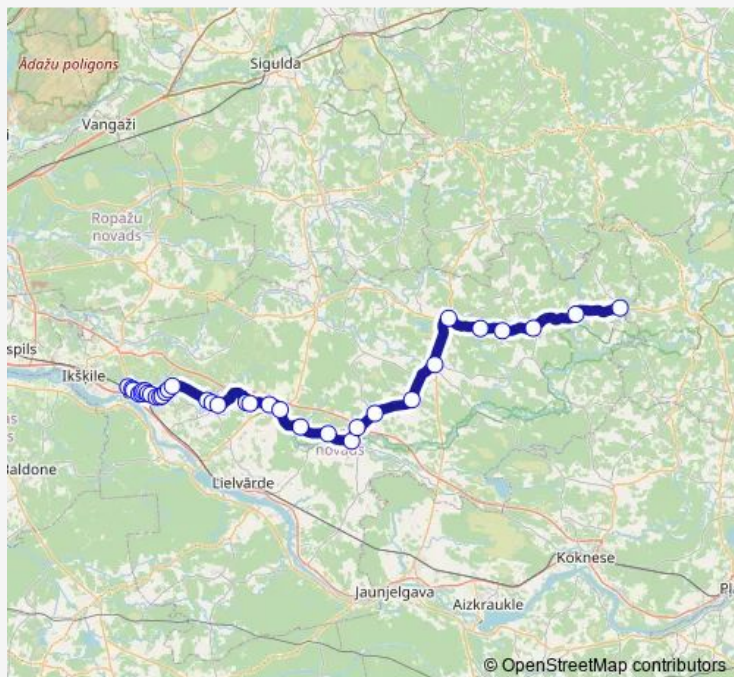 Ādažu poligons
Sigulda
Vangaži
Ropažu
novads
spils
Ikšķile
novads
Baldone
Lielvārde
Koknese
Jaunjelgava
Aizkraukle
© OpenStreetMap contributors